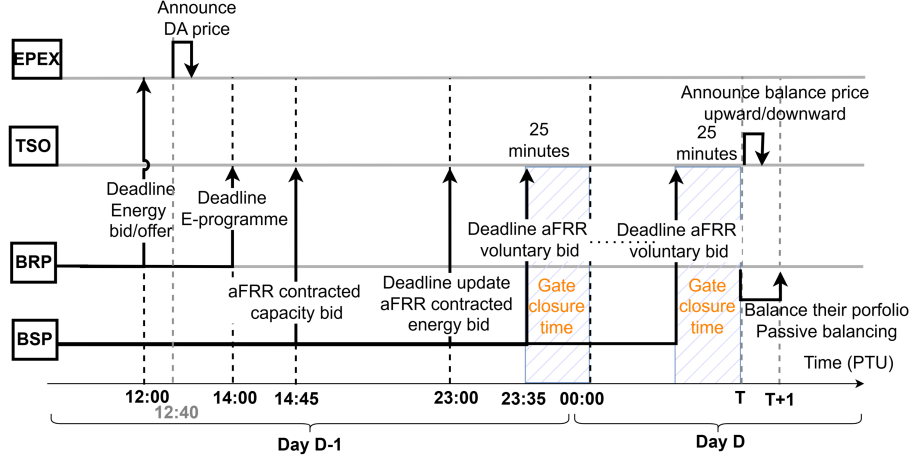 Announce
DA price
EPEX
Announce balance price
upward/downward
TSO
25
minutes
25
minutes
Deadline
Energy
bid/offer
Deadline
E-programme
Deadline aFRR
voluntary bid
Deadline aFRR
voluntary bid
BRP
aFRR contracted
capacity bid
Deadline update
aFRR contracted
energy bid
Gate
closure
time
Gate
closure
time
Balance their porfolio
Passive balancing
BSP
Time (PTU)
12:00
12:40
14:00
14:45
23:00
23:35
00:00
T
T+1
Day D-1
Day D